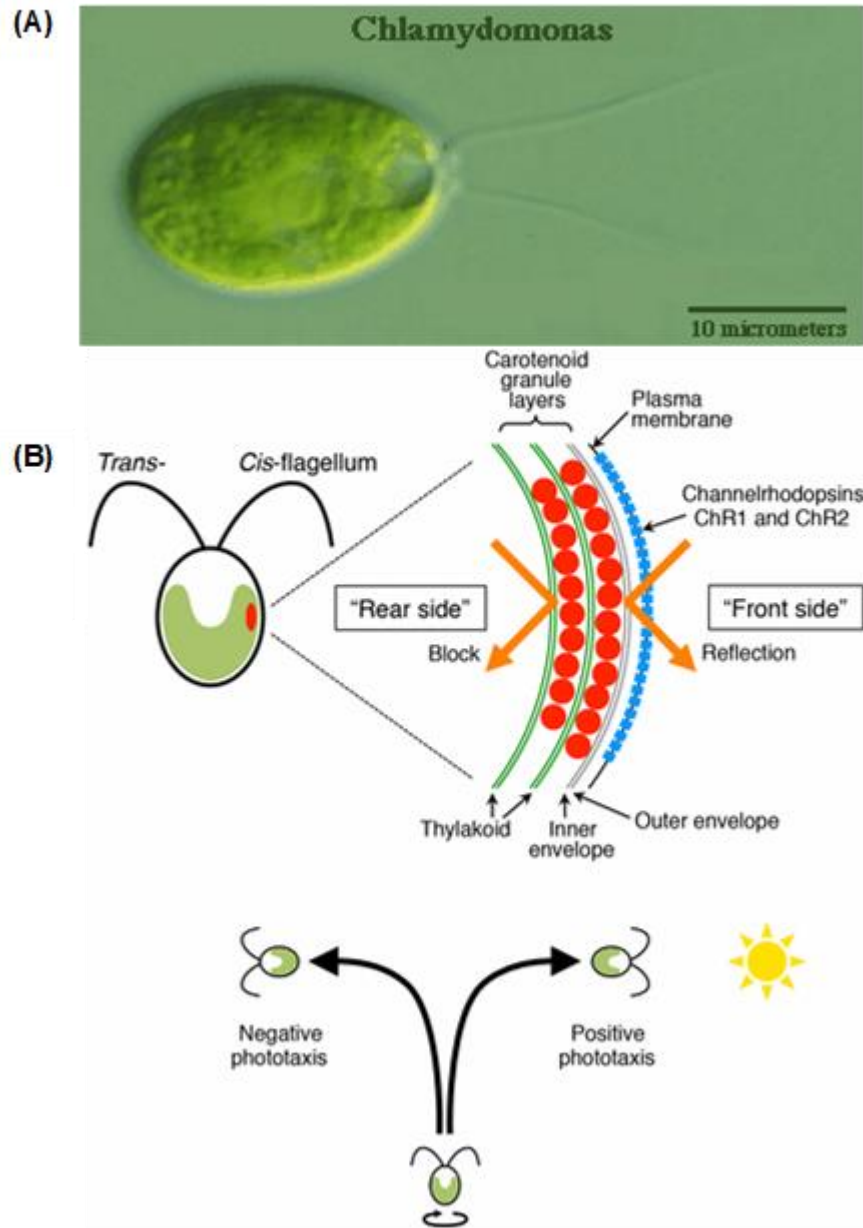 (A)
Chlamydomonas
10 micrometers
(B)
Trans-
Cis-flagellum
Carotenoid
granule
layers
Plasma
membrane
Channelrhodopsins
ChR1 and ChR2
"Rear side"
"Front side"
Block
Reflection
Thylakoid
Inner
envelope
Outer envelope
Negative
phototaxis
Positive
phototaxis